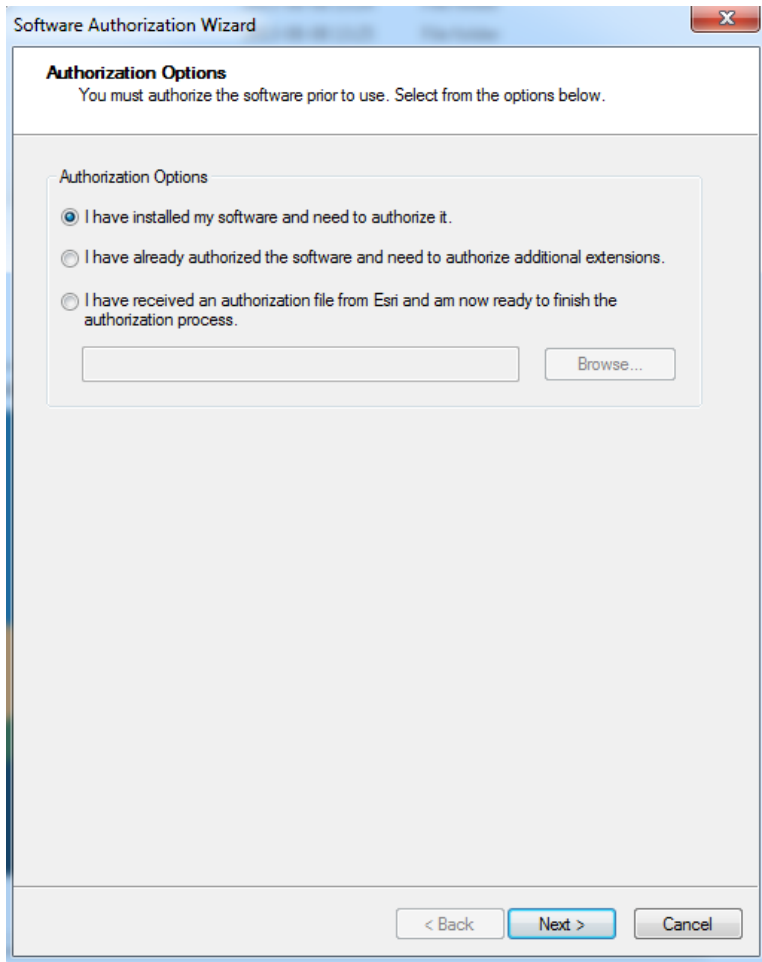 Software Authorization Wizard
Authorization Options
You must authorize the software prior to use. Select from the options below.
Authorization Options
I have installed my software and need to authorize it.
I have already authorized the software and need to authorize additional extensions.
I have received an authorization file from Esri and am now ready to finish the
authorization process.
Browse...
< Back Next > Cancel